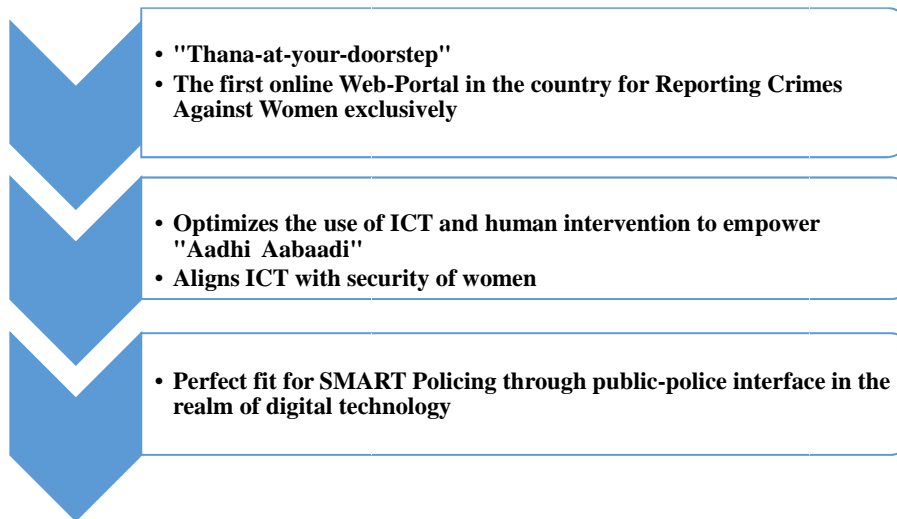 • "Thana-at-your-doorstep"
• The first online Web-Portal in the country for Reporting Crimes
Against Women exclusively
• Optimizes the use of ICT and human intervention to empower
"Aadhi Aabaadi"
• Aligns ICT with security of women
• Perfect fit for SMART Policing through public-police interface in the
realm of digital technology